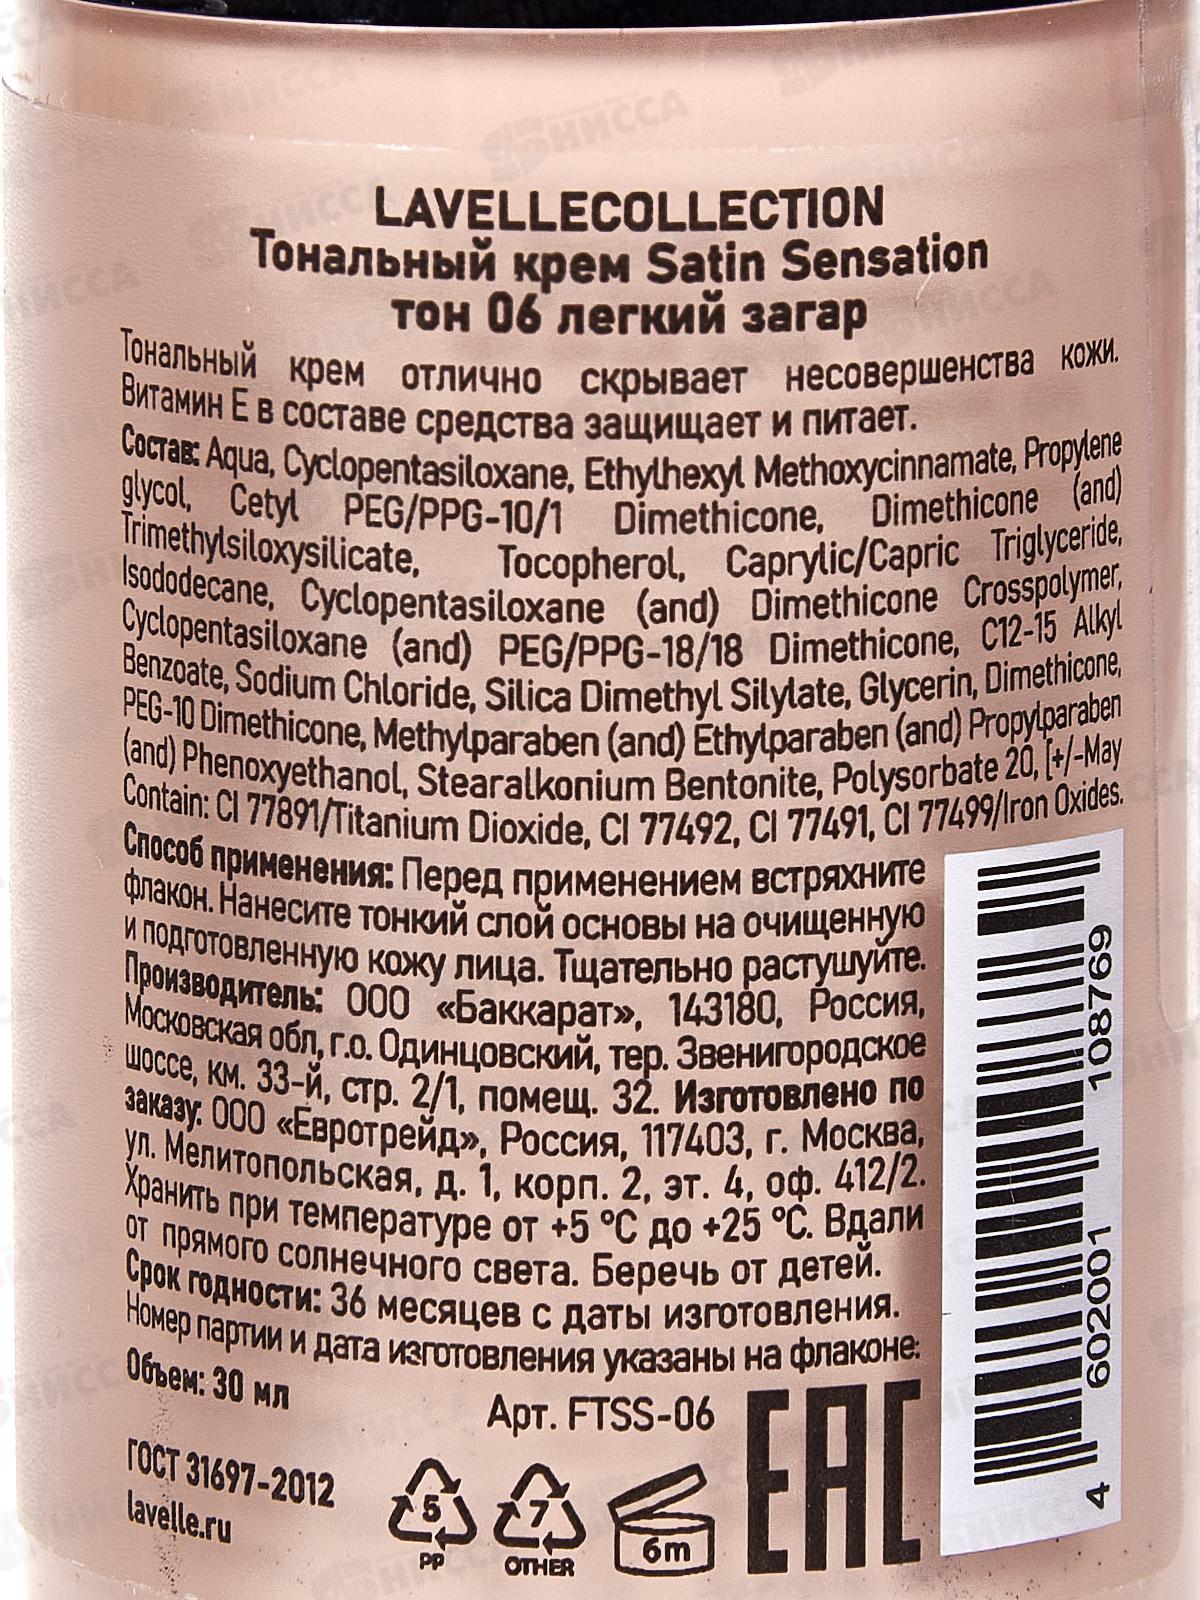 LAVELLECOLLECTION
Тональный крем Satin Sensation
тон 06 легкий загар
Тональный крем отлично скрывает несовершенства кожи.
Витамин Е в составе средства защищает и питает.
Состав: Aqua, Cyclopentasiloxane, Ethylhexyl Methoxycinnamate, Propylene
glycol, Cetyl PEG/PPG-10/1 Dimethicone, Dimethicone (and)
Trimethylsiloxysilicate, Tocopherol, Caprylic/Capric Triglyceride,
Isododecane, Cyclopentasiloxane (and) Dimethicone Crosspolymer,
Cyclopentasiloxane (and) PEG/PPG-18/18 Dimethicone, C12-15 Alkyl
Benzoate, Sodium Chloride, Silica Dimethyl Silylate, Glycerin, Dimethicone,
PEG-10 Dimethicone, Methylparaben (and) Ethylparaben (and) Propylparaben
(and) Phenoxyethanol, Stearalkonium Bentonite, Polysorbate 20, [+/-May
Contain: CI 77891/Titanium Dioxide, CI 77492, CI 77491, CI 77499/Iron Oxides.
Способ применения: Перед применением встряхните
флакон. Нанесите тонкий слой основы на очищенную
и подготовленную кожу лица. Тщательно растушуйте.
Производитель: ООО «Баккарат», 143180, Россия,
Московская обл, г.о. Одинцовский, тер. Звенигородское
шоссе, км. 33-й, стр. 2/1, помещ. 32. Изготовлено по
заказу: ООО «Евротрейд», Россия, 117403, г. Москва,
ул. Мелитопольская, д. 1, корп. 2, эт. 4, оф. 412/2.
Хранить при температуре от +5 °С до +25 °С. Вдали
от прямого солнечного света. Беречь от детей.
Срок годности: 36 месяцев с даты изготовления.
Номер партии и дата изготовления указаны на флаконе:
Объем: 30 мл
Арт. FTSS-06
ГОСТ 31697-2012
lavelle.ru
5
PP
7
OTHER
6m
ЕАС
4 602001 108769